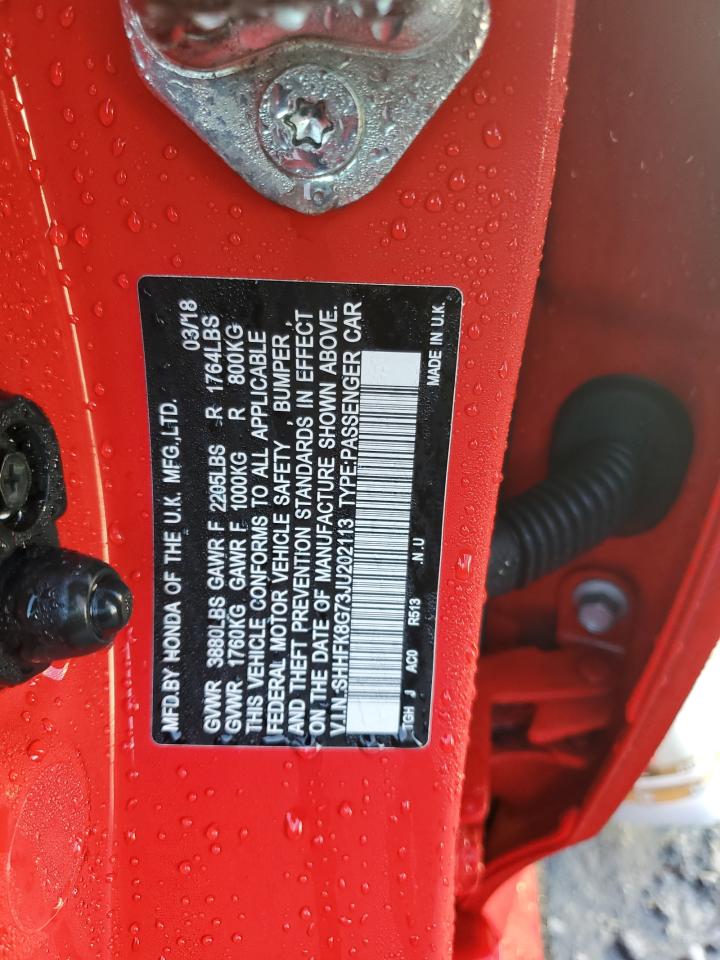 MFD.BY HONDA OF THE U.K. MFG.,LTD. 03/18
GVWR 3880LBS GAWR F 2205LBS R 1764LBS
GVWR 1760KG GAWR F 1000KG R 800KG
THIS VEHICLE CONFORMS TO ALL APPLICABLE
FEDERAL MOTOR VEHICLE SAFETY , BUMPER ,
AND THEFT PREVENTION STANDARDS IN EFFECT
ON THE DATE OF MANUFACTURE SHOWN ABOVE.
V.I.N.:SHHFK8G73JU202113 TYPE:PASSENGER CAR
TGH J AC0 R513 .N.U MADE IN U.K.